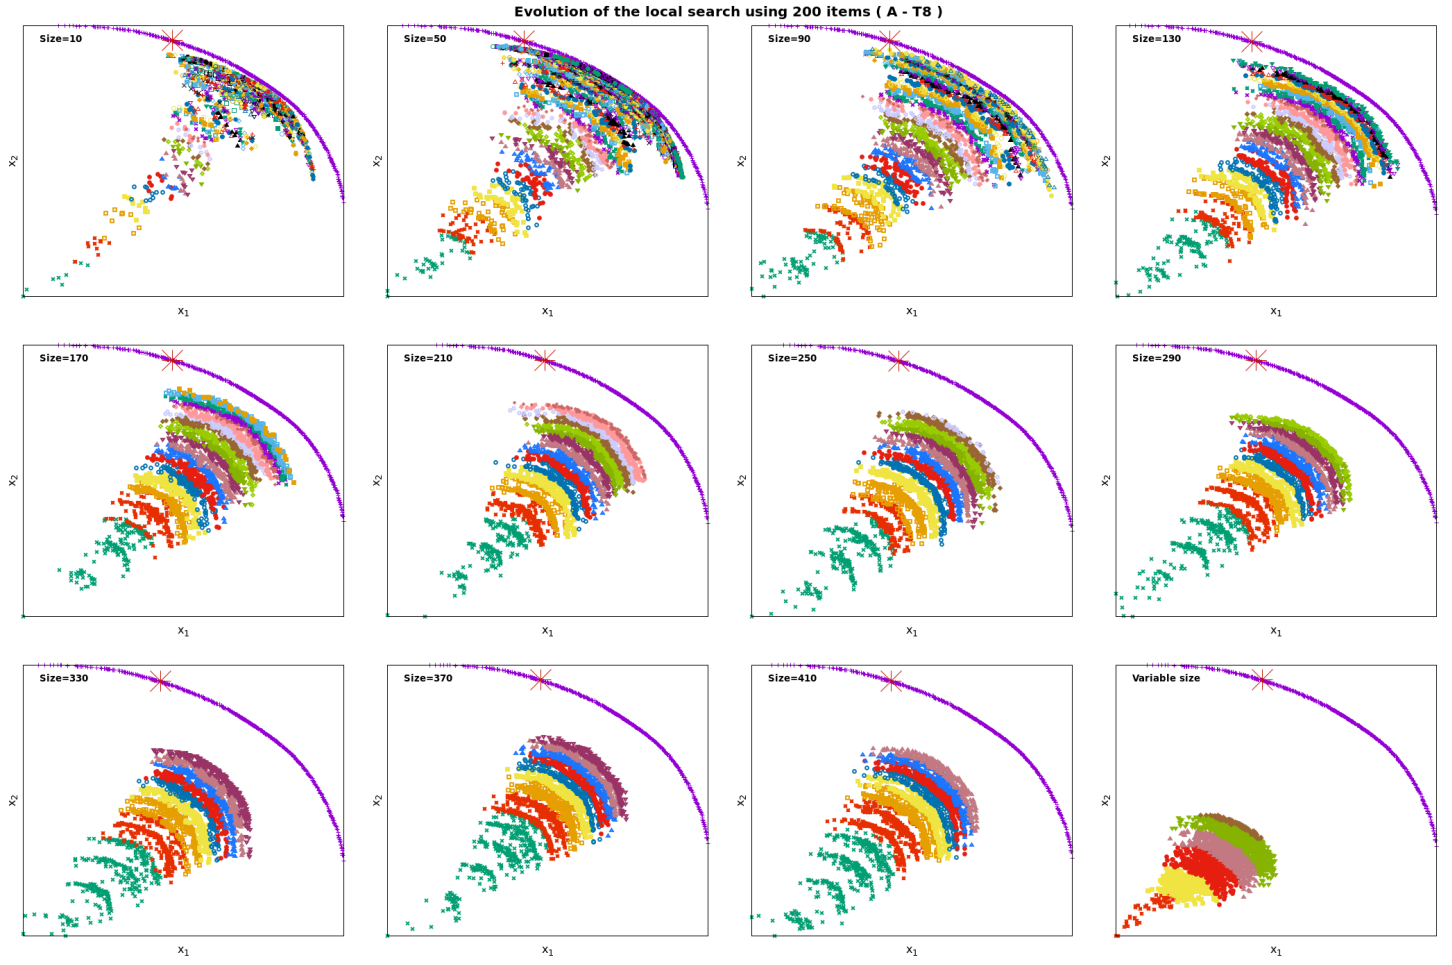 Evolution of the local search using 200 items ( A - T8 )
Size=10
Size=50
Size=90
Size=130
x2
x2
x2
x2
x1
x1
x1
x1
Size=170
Size=210
Size=250
Size=290
x2
x2
x2
x2
x1
x1
x1
x1
Size=330
Size=370
Size=410
Variable size
x2
x2
x2
x2
x1
x1
x1
x1